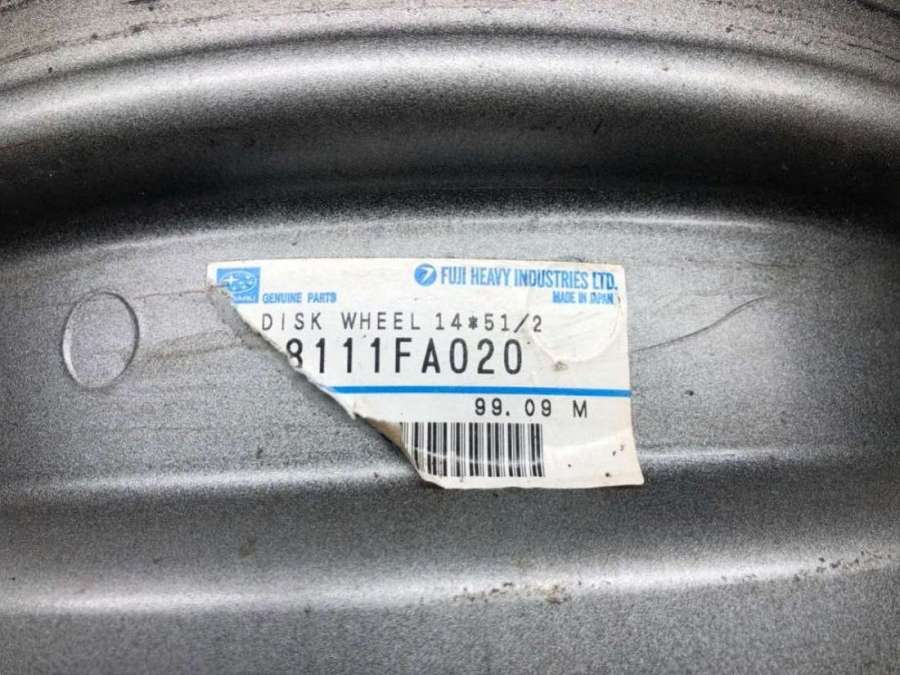 GENUINE PARTS
FUJI HEAVY INDUSTRIES LTD.
MADE IN JAPAN
DISK WHEEL 14*51/2
8111FA020
99.09 M